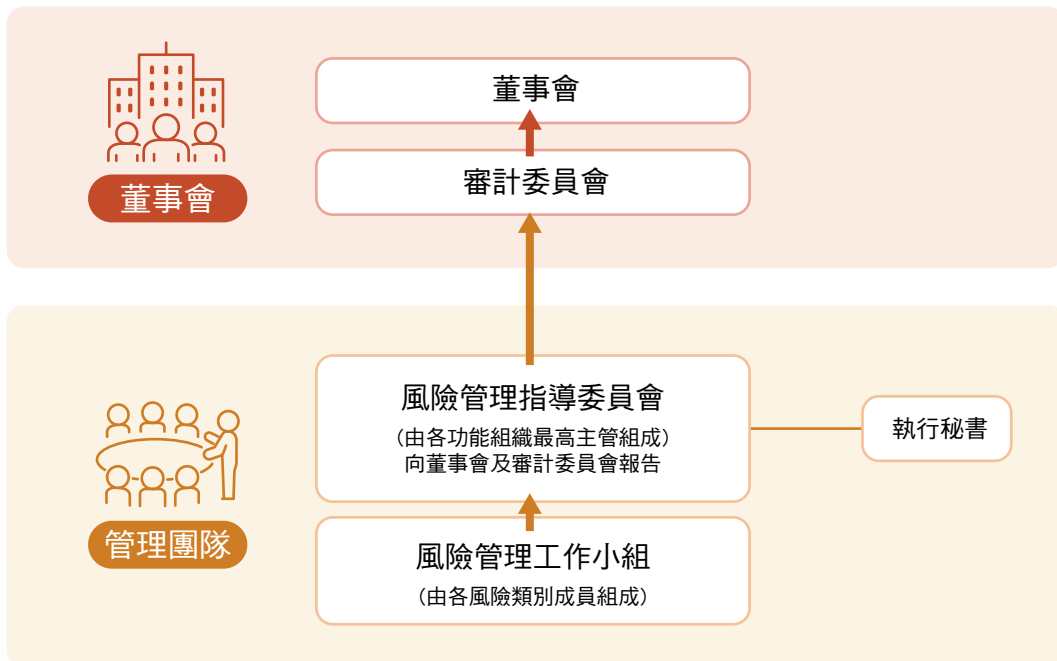 董事會
董事會
審計委員會
管理團隊
風險管理指導委員會
（由各功能組織最高主管組成）
向董事會及審計委員會報告
執行秘書
風險管理工作小組
（由各風險類別成員組成）